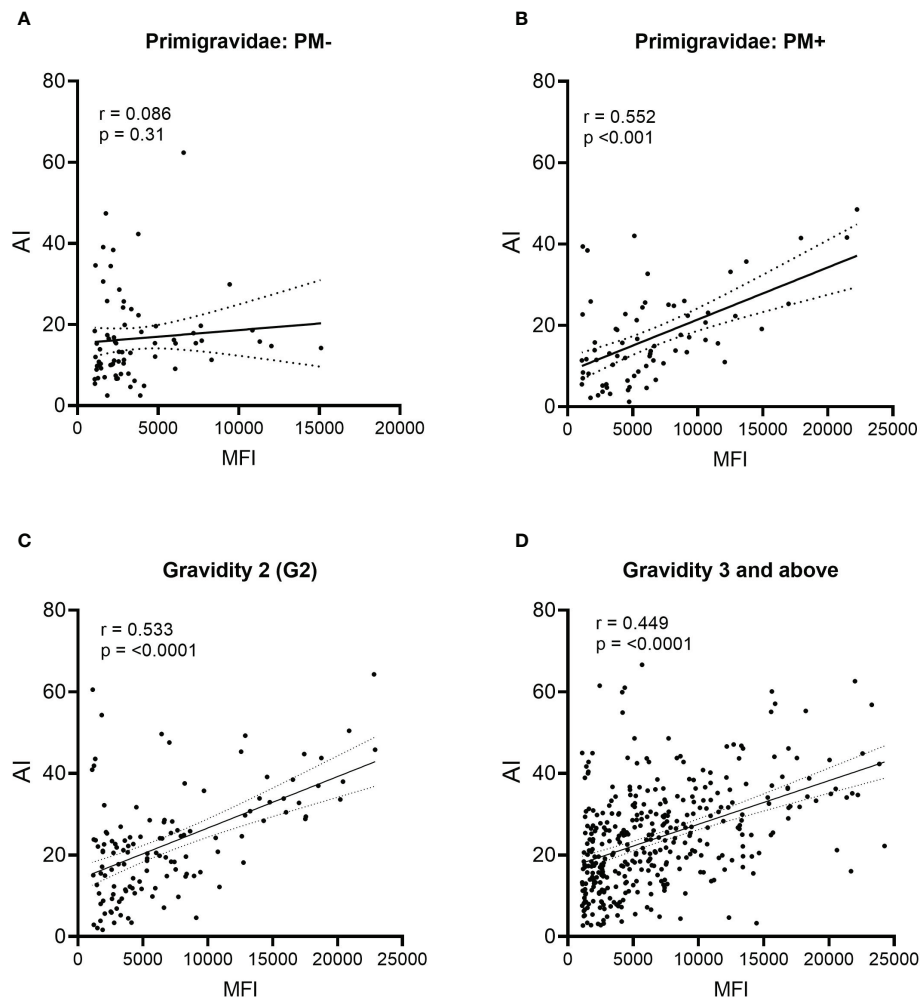 A
Primigravidae: PM-
r = 0.086
p = 0.31
80
60
40
20
0
AI
0 5000 10000 15000 20000
MFI
B
Primigravidae: PM+
r = 0.552
p <0.001
80
60
40
20
0
AI
0 5000 10000 15000 20000 25000
MFI
C
Gravidity 2 (G2)
r = 0.533
p = <0.0001
80
60
40
20
0
AI
0 5000 10000 15000 20000 25000
MFI
D
Gravidity 3 and above
r = 0.449
p = <0.0001
80
60
40
20
0
AI
0 5000 10000 15000 20000 25000
MFI